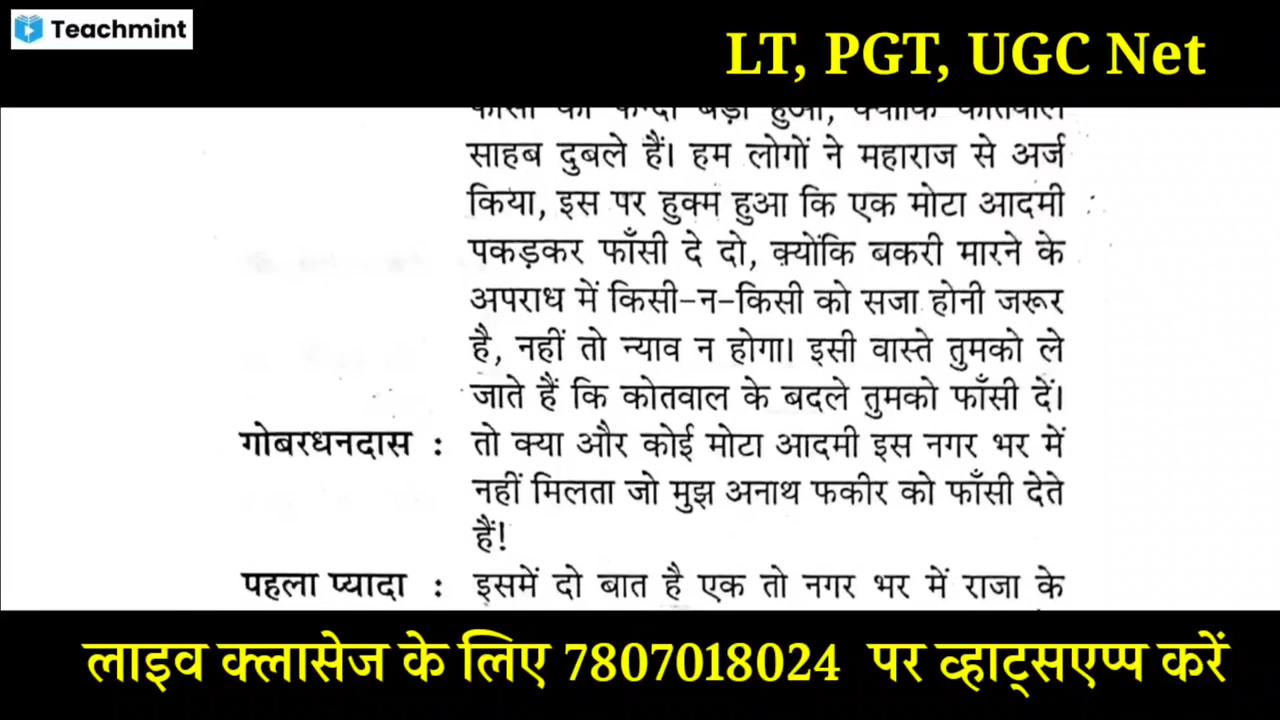 Teachmint
LT, PGT, UGC Net
साहब दुबले हैं। हम लोगों ने महाराज से अर्ज
किया, इस पर हुक्म हुआ कि एक मोटा आदमी
पकड़कर फाँसी दे दो, क्योंकि बकरी मारने के
अपराध में किसी-न-किसी को सजा होनी जरूर
है, नहीं तो न्याव न होगा। इसी वास्ते तुमको ले
जाते हैं कि कोतवाल के बदले तुमको फाँसी दें।
गोबरधनदास : तो क्या और कोई मोटा आदमी इस नगर भर में
नहीं मिलता जो मुझ अनाथ फकीर को फाँसी देते
हैं!
पहला प्यादा : इसमें दो बात है एक तो नगर भर में राजा के
लाइव क्लासेज के लिए 7807018024 पर व्हाट्सएप्प करें